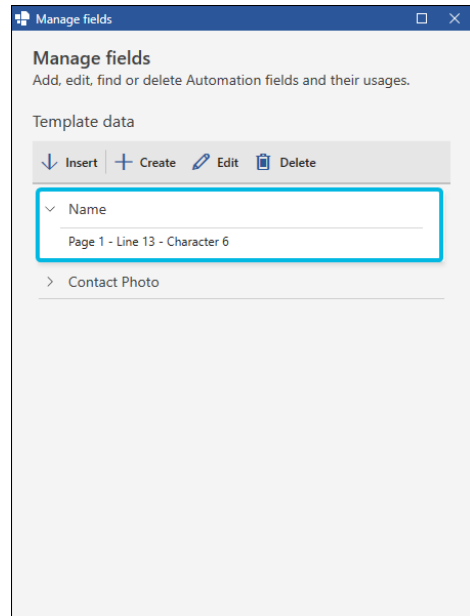 Manage fields
Manage fields
Add, edit, find or delete Automation fields and their usages.
Template data
Insert Create Edit Delete
Name
Page 1 - Line 13 - Character 6
Contact Photo